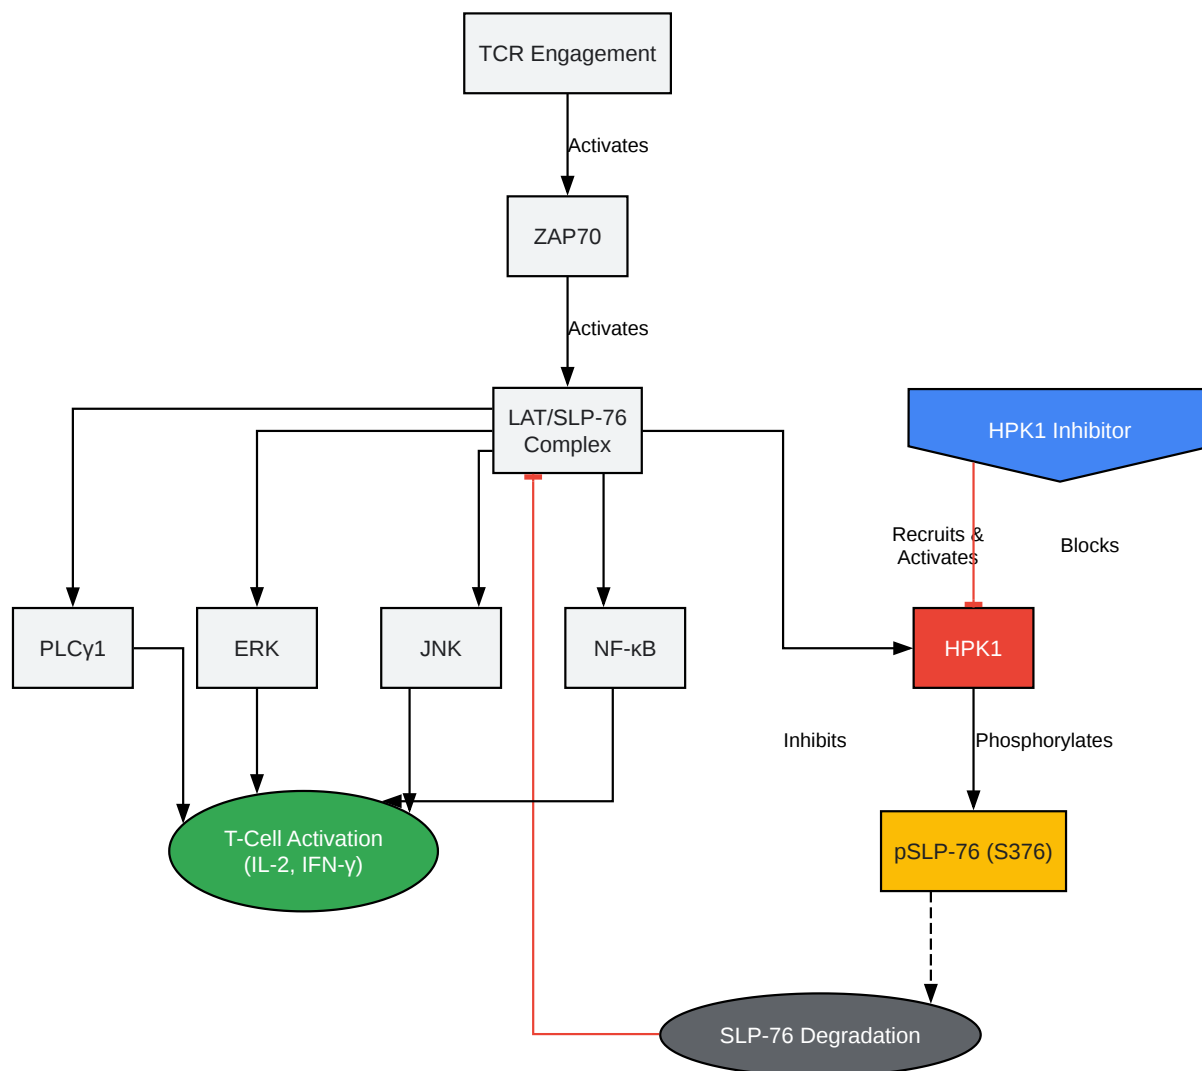 TCR Engagement
Activates
ZAP70
Activates
LAT/SLP-76
Complex
HPK1 Inhibitor
Recruits &
Activates
Blocks
PLCγ1
ERK
JNK
NF-κB
HPK1
Inhibits
Phosphorylates
T-Cell Activation
(IL-2, IFN-γ)
pSLP-76 (S376)
SLP-76 Degradation